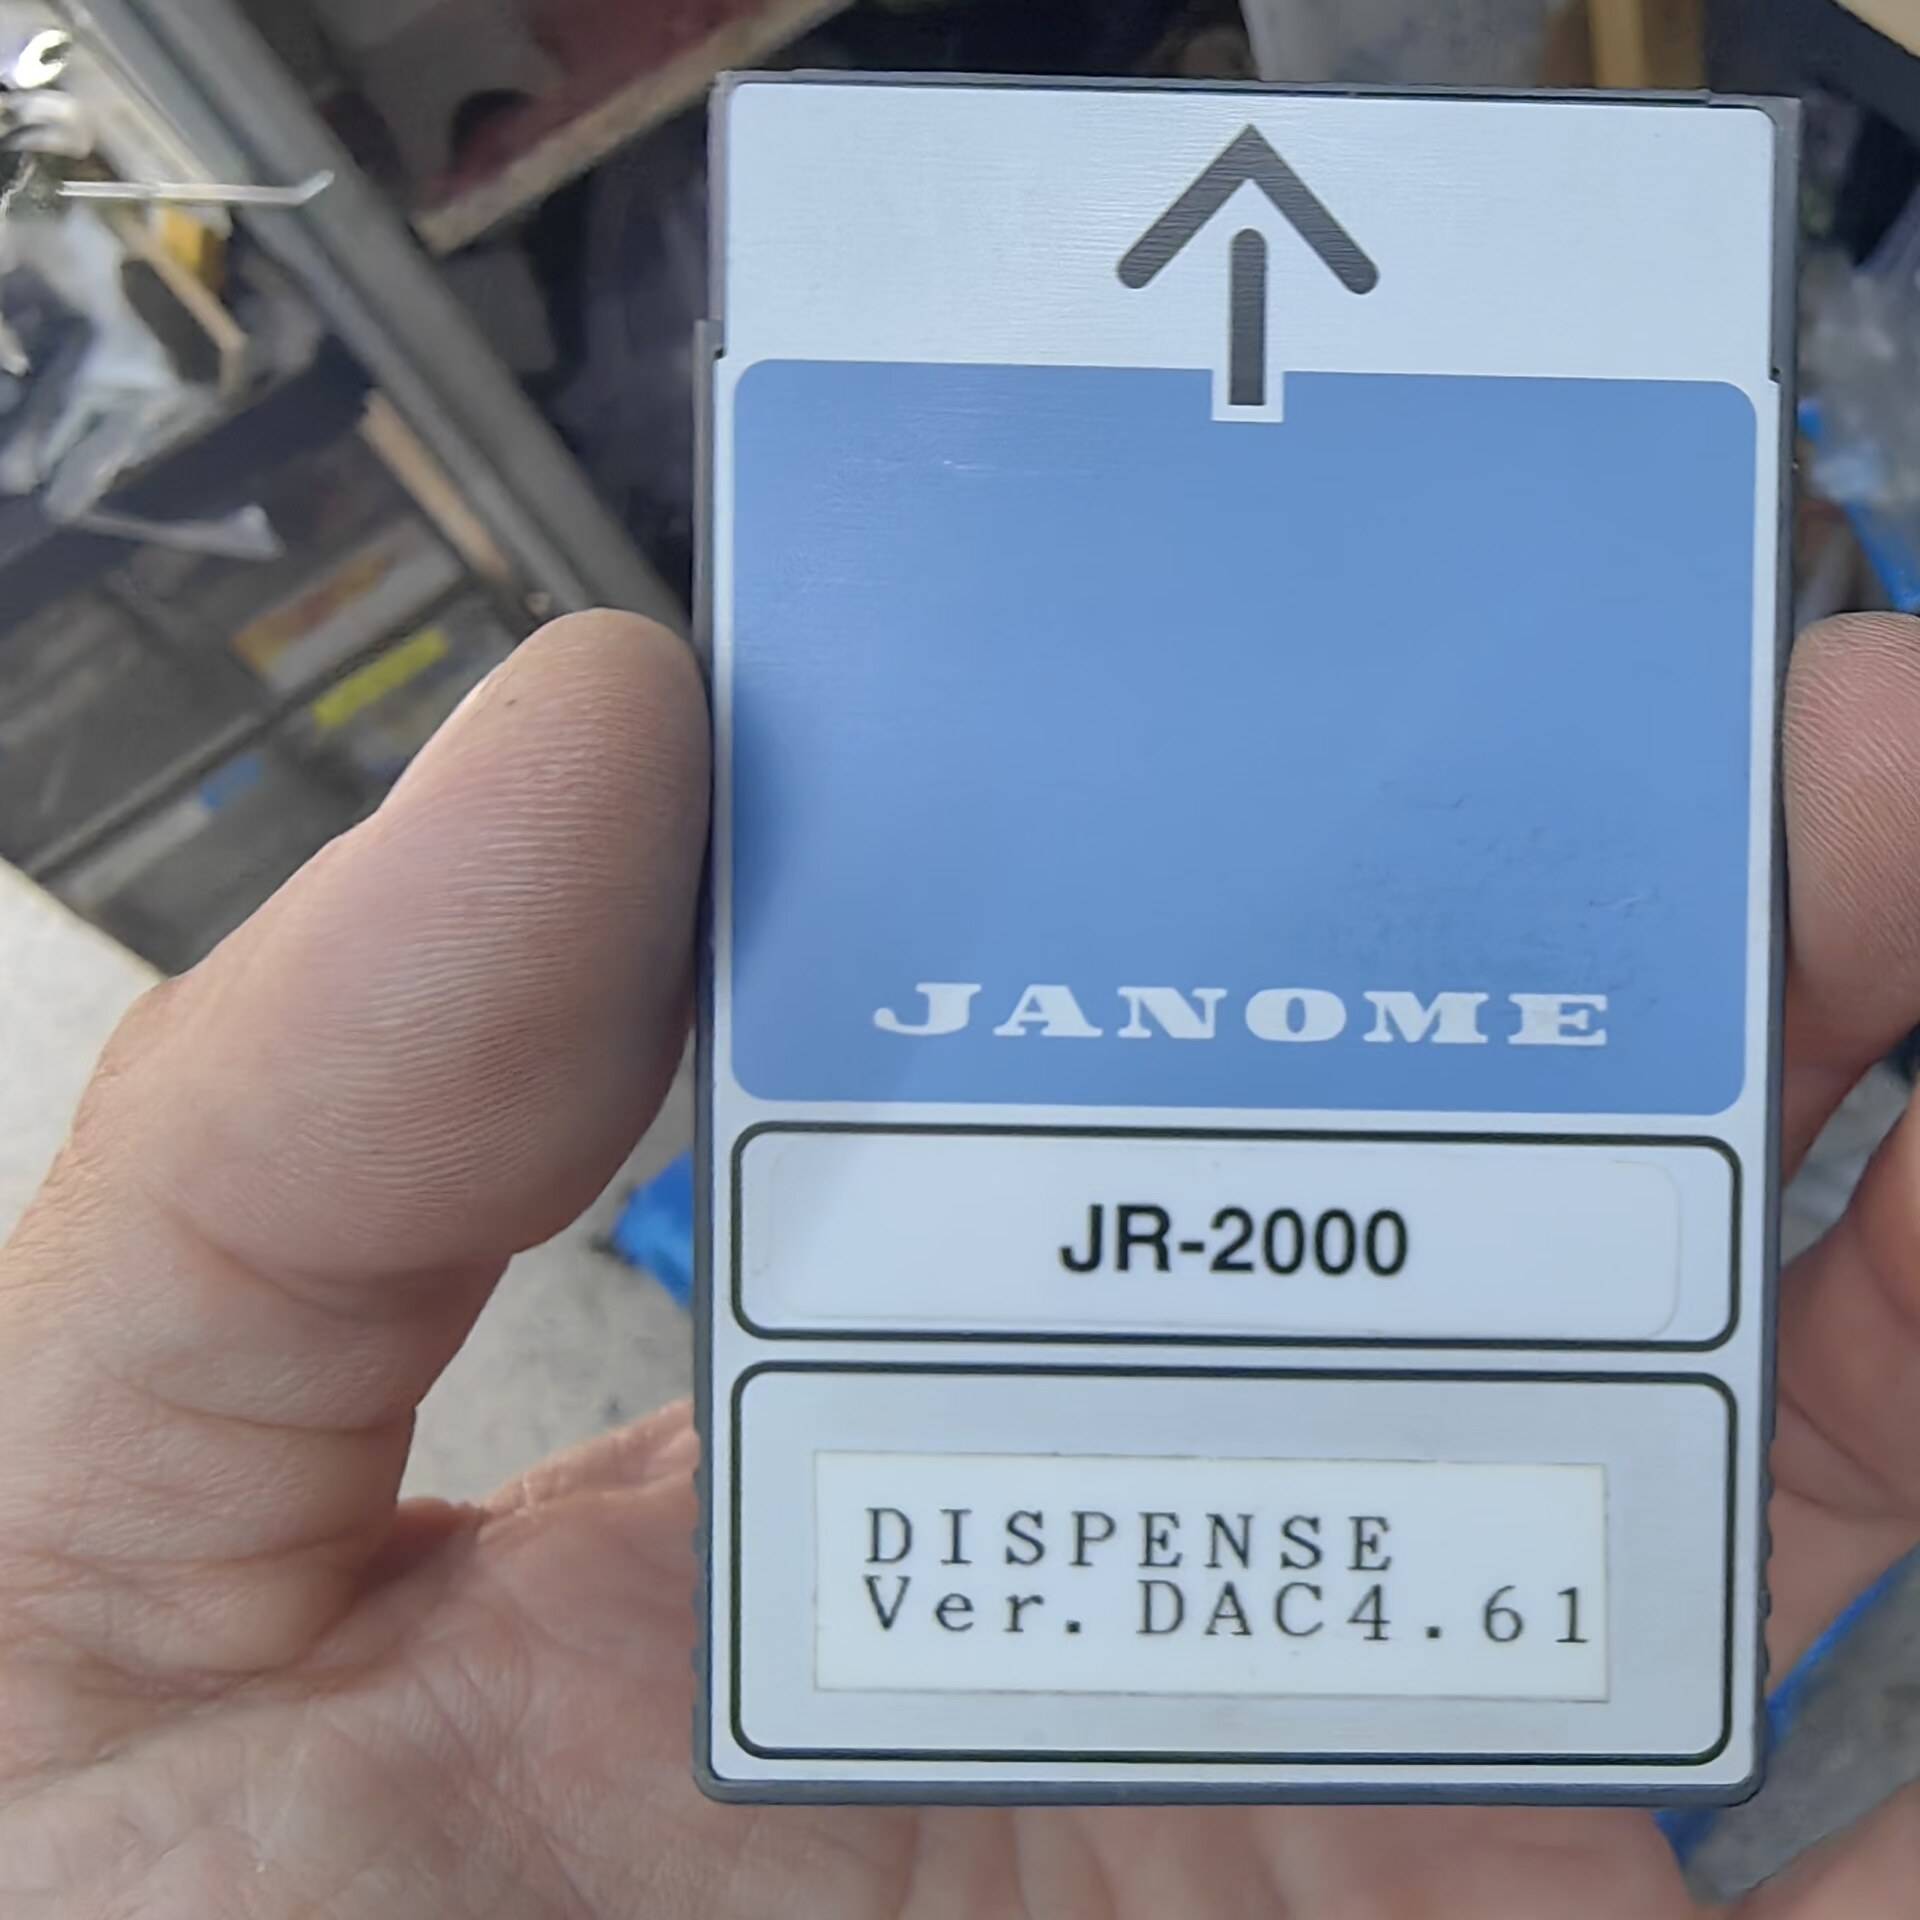 JANOME
JR-2000
DISPENSE
Ver. DAC4.61